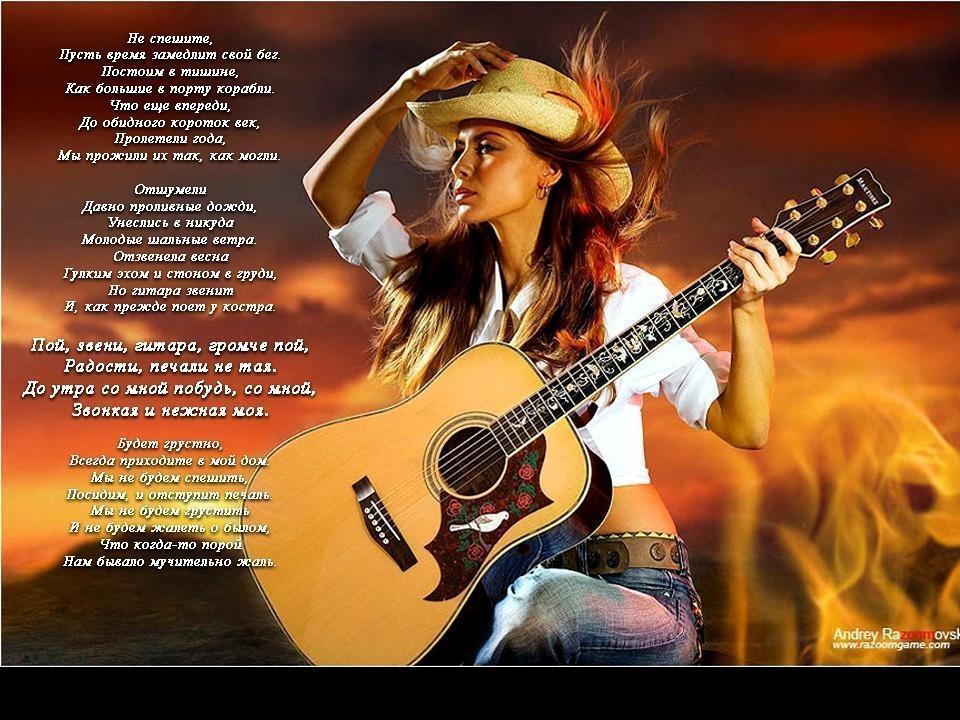 Не спешите,
Пусть время замедлит свой бег.
Постоим в тишине,
Как большие в порту корабли.
Что еще впереди,
До обидного короток век,
Пролетели года,
Мы прожили их так, как могли.

Отшумели
Давно проливные дожди,
Унеслись в никуда
Молодые шальные ветра.
Отзвенела весна
Гулким эхом и стоном в груди,
Но гитара звенит
И, как прежде поет у костра.

Пой, звени, гитара, громче пой,
Радости, печали не тая.
До утра со мной побудь, со мной,
Звонкая и нежная моя.

Будет грустно,
Всегда приходите в мой дом.
Мы не будем спешить,
Посидим, и отступит печаль.
Мы не будем грустить
И не будем жалеть о былом,
Что когда-то порой
Нам бывало мучительно жаль.

MARTINEZ
Andrey Razoomovsk
www.razoomgame.com